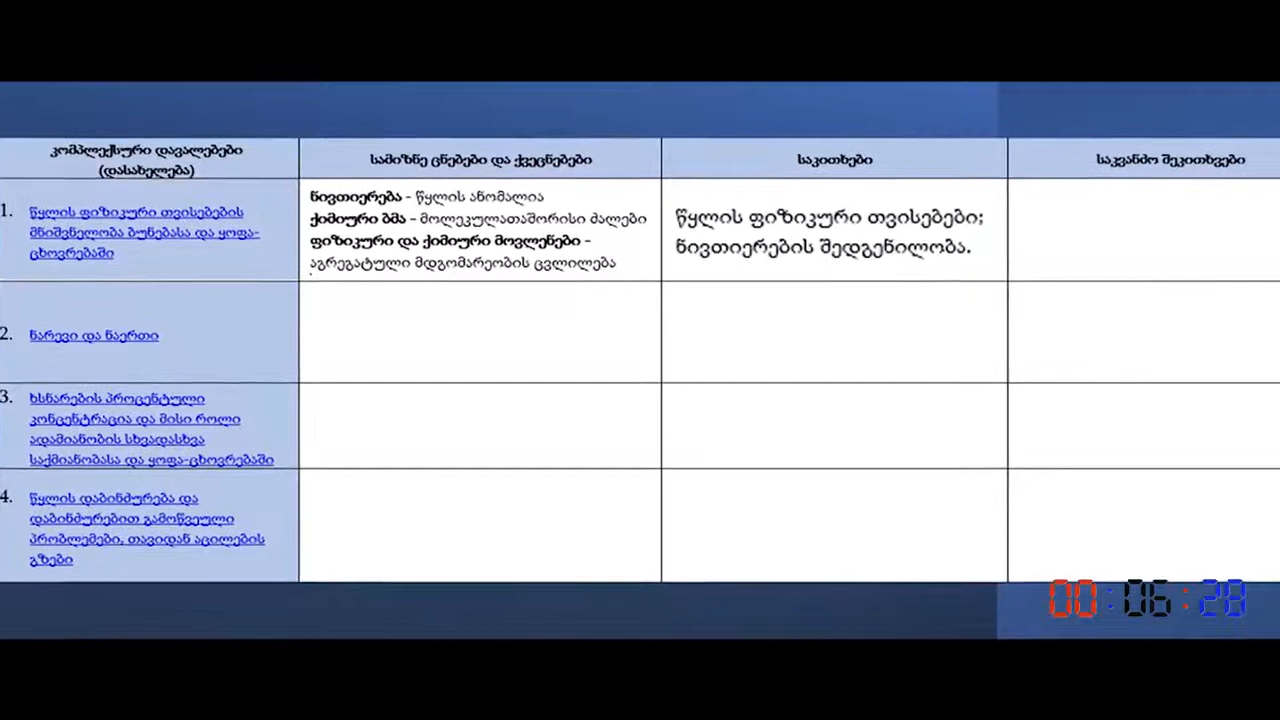 კომპლექსური დავალებები
(დასახელება)
სამიზნე ცნებები და ქვეცნებები
საკითხები
საკვანძო შეკითხვები
1. წყლის ფიზიკური თვისებების
მნიშვნელობა ბუნებასა და ყოფა-
ცხოვრებაში
ნივთიერება - წყლის ანომალია
ქიმიური ბმა - მოლეკულათაშორისი ძალები
ფიზიკური და ქიმიური მოვლენები -
აგრეგატული მდგომარეობის ცვლილება
წყლის ფიზიკური თვისებები;
ნივთიერების შედგენილობა.
2. ნარევი და ნაერთი
3. ხსნარების პროცენტული
კონცენტრაცია და მისი როლი
ადამიანობის სხვადასხვა
საქმიანობასა და ყოფა-ცხოვრებაში
4. წყლის დაბინძურება და
დაბინძურებით გამოწვეული
პრობლემები, თავიდან აცილების
გზები
00:06:28